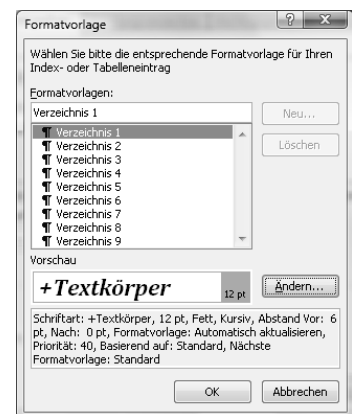 Formatvorlage
Wählen Sie bitte die entsprechende Formatvorlage für Ihren
Index- oder Tabelleneintrag
Formatvorlagen:
Verzeichnis 1
Neu...
¶ Verzeichnis 1
¶ Verzeichnis 2
Löschen
¶ Verzeichnis 3
¶ Verzeichnis 4
¶ Verzeichnis 5
¶ Verzeichnis 6
¶ Verzeichnis 7
¶ Verzeichnis 8
¶ Verzeichnis 9
Vorschau
+Textkörper 12 pt
Ändern...
Schriftart: +Textkörper, 12 pt, Fett, Kursiv, Abstand Vor: 6
pt, Nach: 0 pt, Formatvorlage: Automatisch aktualisieren,
Priorität: 40, Basierend auf: Standard, Nächste
Formatvorlage: Standard
OK Abbrechen